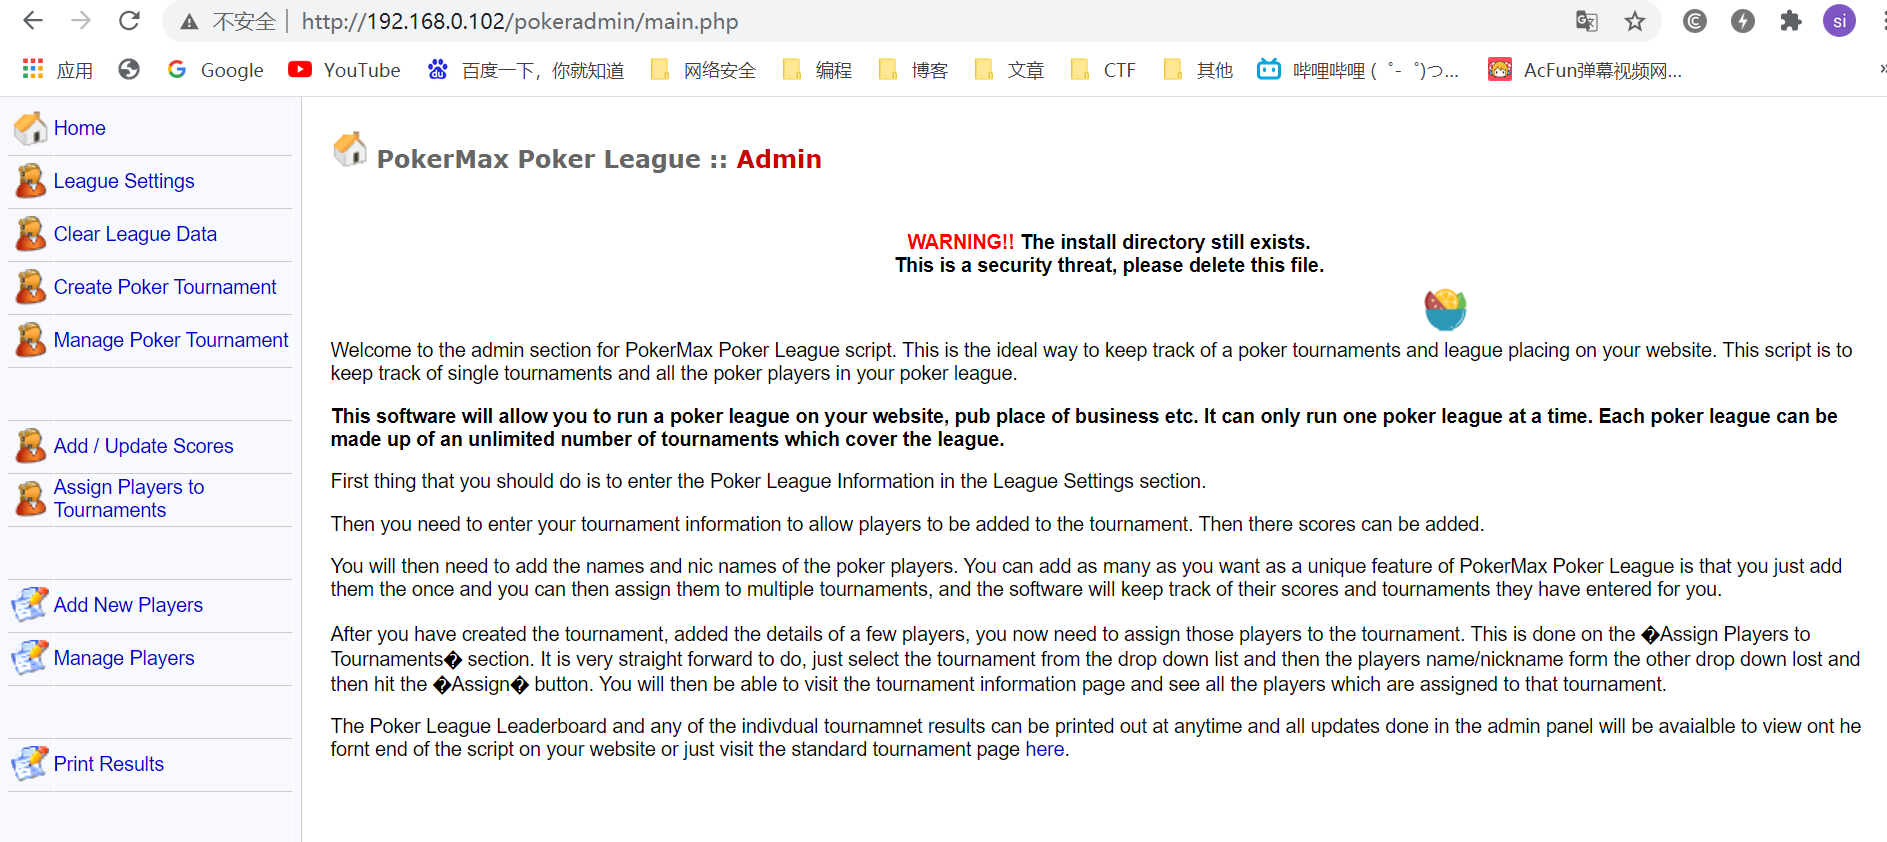 不安全 | http://192.168.0.102/pokeradmin/main.php
si
应用
Google
YouTube
百度一下，你就知道
网络安全
编程
博客
文章
CTF
其他
哔哩哔哩 ( ゜- ゜)つ...
AcFun弹幕视频网...
»
Home
League Settings
Clear League Data
Create Poker Tournament
Manage Poker Tournament
Add / Update Scores
Assign Players to
Tournaments
Add New Players
Manage Players
Print Results
PokerMax Poker League :: Admin
WARNING!! The install directory still exists.
This is a security threat, please delete this file.
Welcome to the admin section for PokerMax Poker League script. This is the ideal way to keep track of a poker tournaments and league placing on your website. This script is to
keep track of single tournaments and all the poker players in your poker league.
This software will allow you to run a poker league on your website, pub place of business etc. It can only run one poker league at a time. Each poker league can be
made up of an unlimited number of tournaments which cover the league.
First thing that you should do is to enter the Poker League Information in the League Settings section.
Then you need to enter your tournament information to allow players to be added to the tournament. Then there scores can be added.
You will then need to add the names and nic names of the poker players. You can add as many as you want as a unique feature of PokerMax Poker League is that you just add
them the once and you can then assign them to multiple tournaments, and the software will keep track of their scores and tournaments they have entered for you.
After you have created the tournament, added the details of a few players, you now need to assign those players to the tournament. This is done on the �Assign Players to
Tournaments� section. It is very straight forward to do, just select the tournament from the drop down list and then the players name/nickname form the other drop down lost and
then hit the �Assign� button. You will then be able to visit the tournament information page and see all the players which are assigned to that tournament.
The Poker League Leaderboard and any of the indivdual tournamnet results can be printed out at anytime and all updates done in the admin panel will be avaialble to view ont he
fornt end of the script on your website or just visit the standard tournament page here.